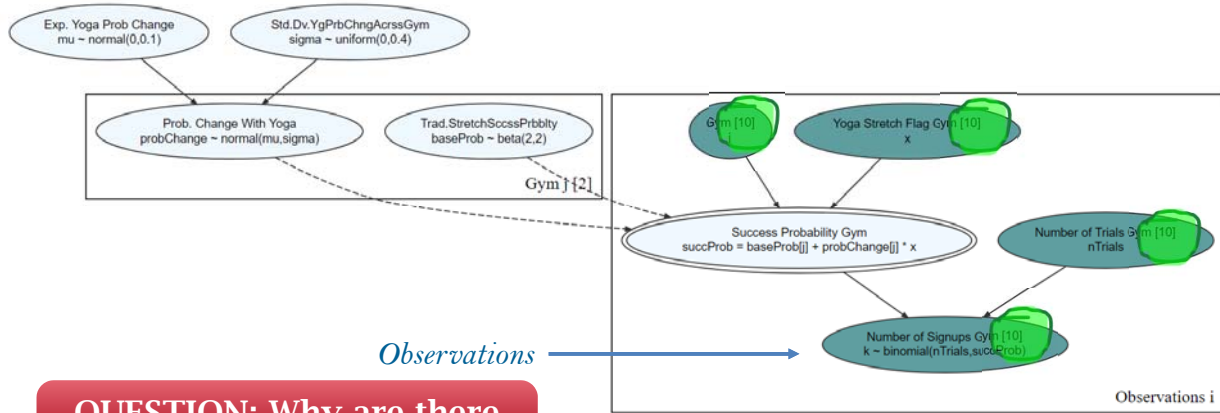 Exp. Yoga Prob Change
mu ~ normal(0,0.1)
Std.Dv.YgPrbChngAcrssGym
sigma ~ uniform(0,0.4)
Prob. Change With Yoga
probChange ~ normal(mu,sigma)
Trad.StretchSccssPrbblty
baseProb ~ beta(2,2)
Gym j [2]
Gym [10]
j
Yoga Stretch Flag Gym [10]
x
Success Probability Gym
succProb = baseProb[j] + probChange[j] * x
Number of Trials Gym [10]
nTrials
Number of Signups Gym [10]
k ~ binomial(nTrials,succProb)
Observations
Observations i
QUESTION: Why are there